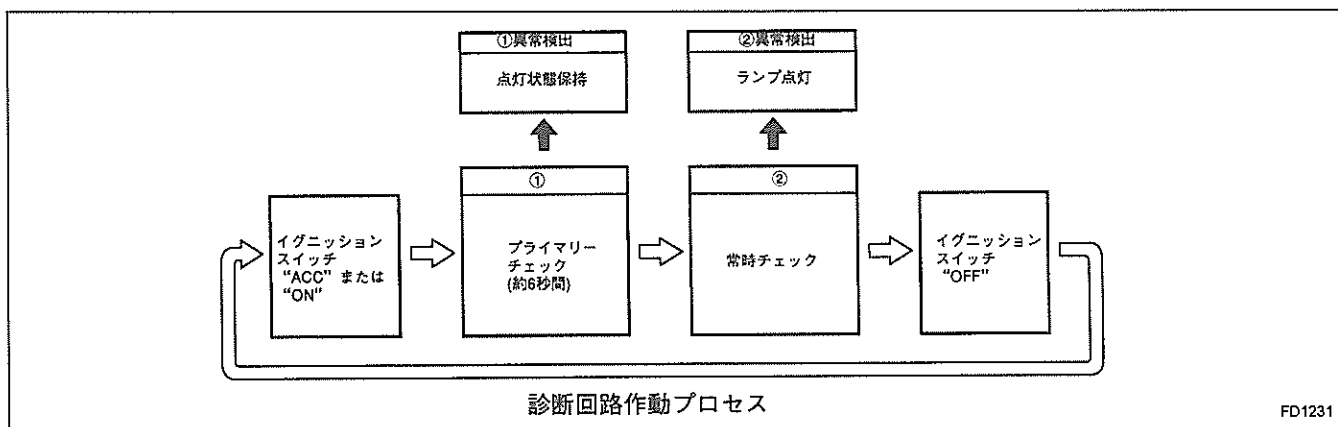 ①異常検出
点灯状態保持
②異常検出
ランプ点灯
イグニッション
スイッチ
“ACC” または
“ON”
①
プライマリー
チェック
(約6秒間)
②
常時チェック
イグニッション
スイッチ
“OFF”
診断回路作動プロセス
FD1231